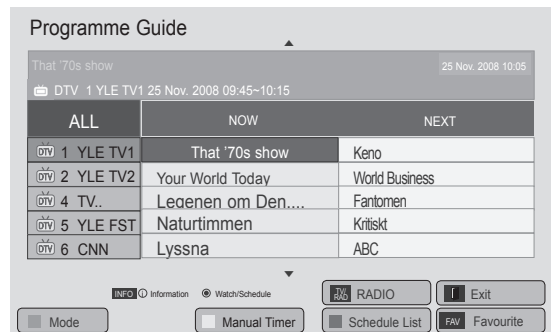 Programme Guide
That '70s show 25 Nov. 2008 10:05
DTV 1 YLE TV1 25 Nov. 2008 09:45~10:15
ALL NOW NEXT
DTV 1 YLE TV1 That '70s show Keno
DTV 2 YLE TV2 Your World Today World Business
DTV 4 TV.. Legenen om Den.... Fantomen
DTV 5 YLE FST Naturtimmen Kritiskt
DTV 6 CNN Lyssna ABC
INFO i Information Watch/Schedule TV/RAD RADIO Exit
Mode Manual Timer Schedule List FAV Favourite